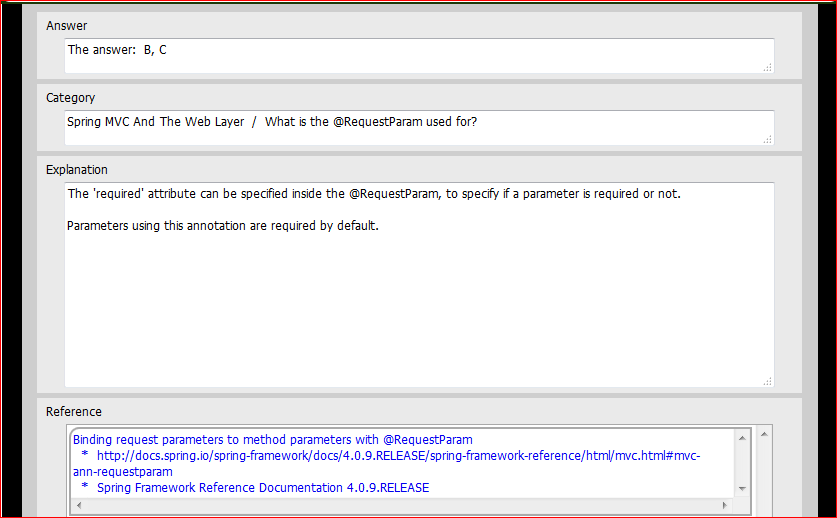 Answer
The answer:  B, C
Category
Spring MVC And The Web Layer  /  What is the @RequestParam used for?
Explanation
The 'required' attribute can be specified inside the @RequestParam, to specify if a parameter is required or not.
Parameters using this annotation are required by default.
Reference
Binding request parameters to method parameters with @RequestParam
*  http://docs.spring.io/spring-framework/docs/4.0.9.RELEASE/spring-framework-reference/html/mvc.html#mvc-
ann-requestparam
*  Spring Framework Reference Documentation 4.0.9.RELEASE